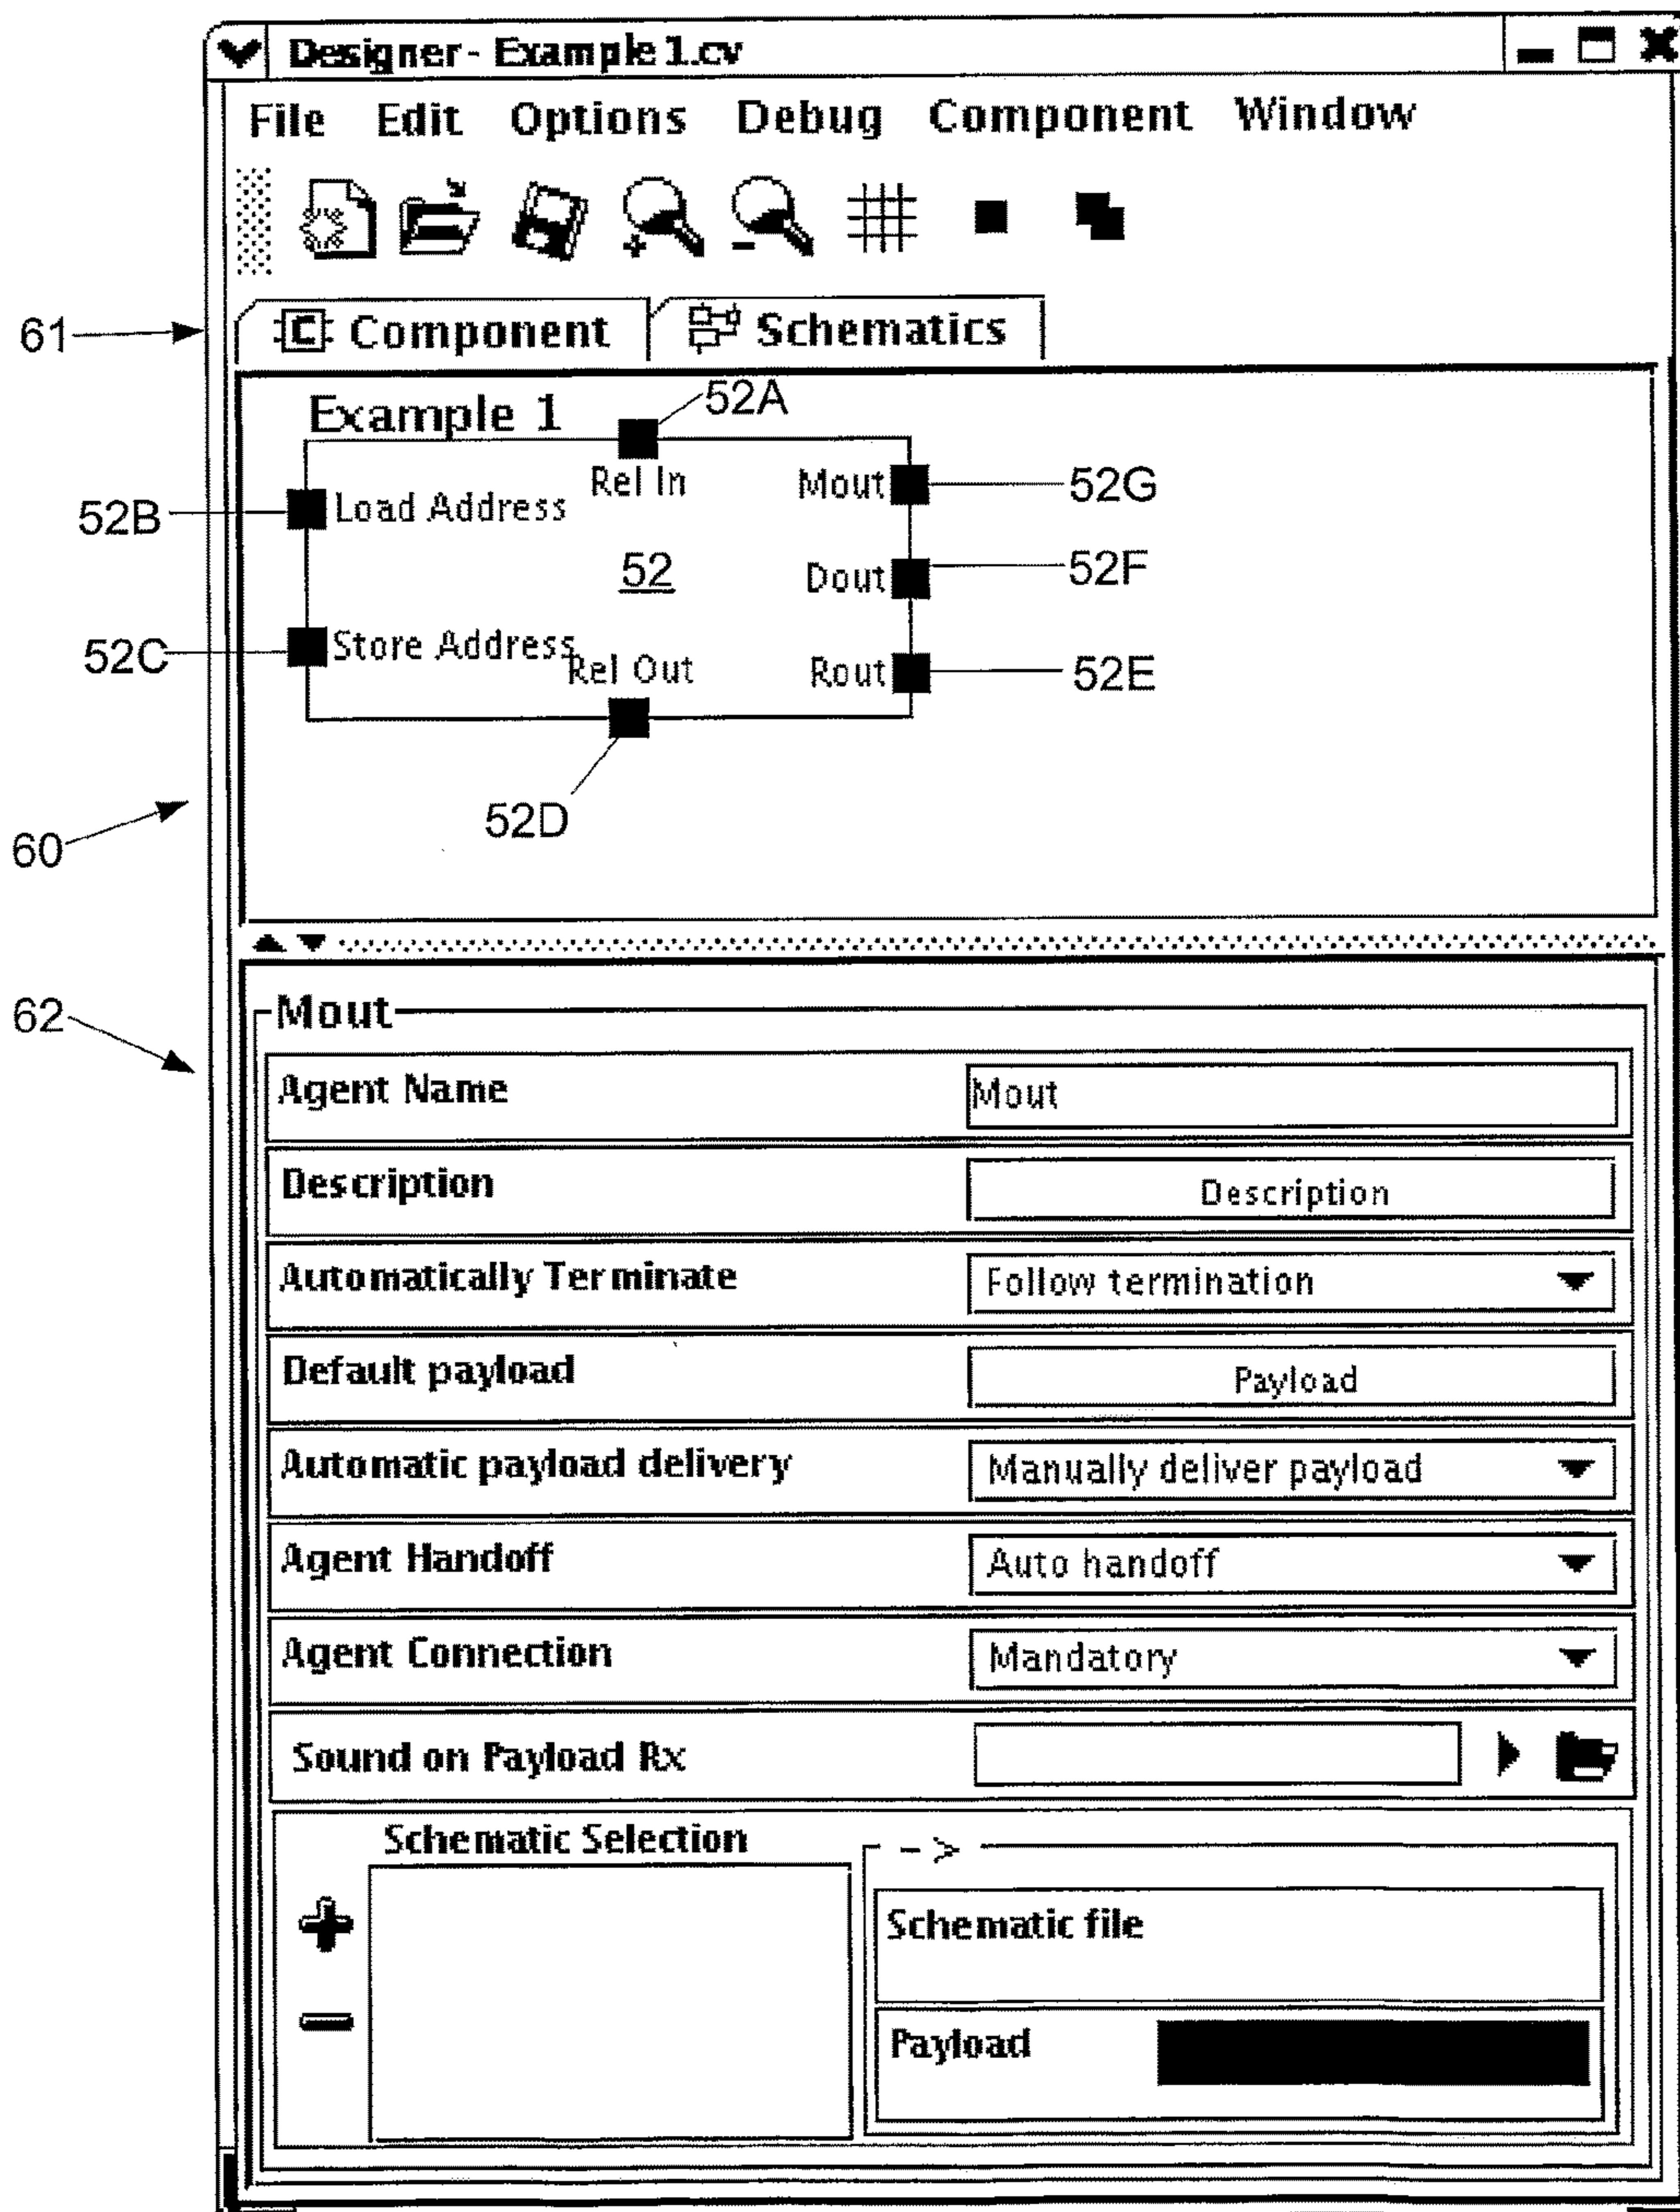 Designer - Example 1.cv
File Edit Options Debug Component Window
61
C Component Schematics
Example 1
52A
Rel In
Mout
52G
52B
Load Address
52
Dout
52F
52C
Store Address
Rel Out
Rout
52E
52D
60
62
Mout
Agent Name Mout
Description Description
Automatically Terminate Follow termination
Default payload Payload
Automatic payload delivery Manually deliver payload
Agent Handoff Auto handoff
Agent Connection Mandatory
Sound on Payload Rx
Schematic Selection
->
Schematic file
Payload